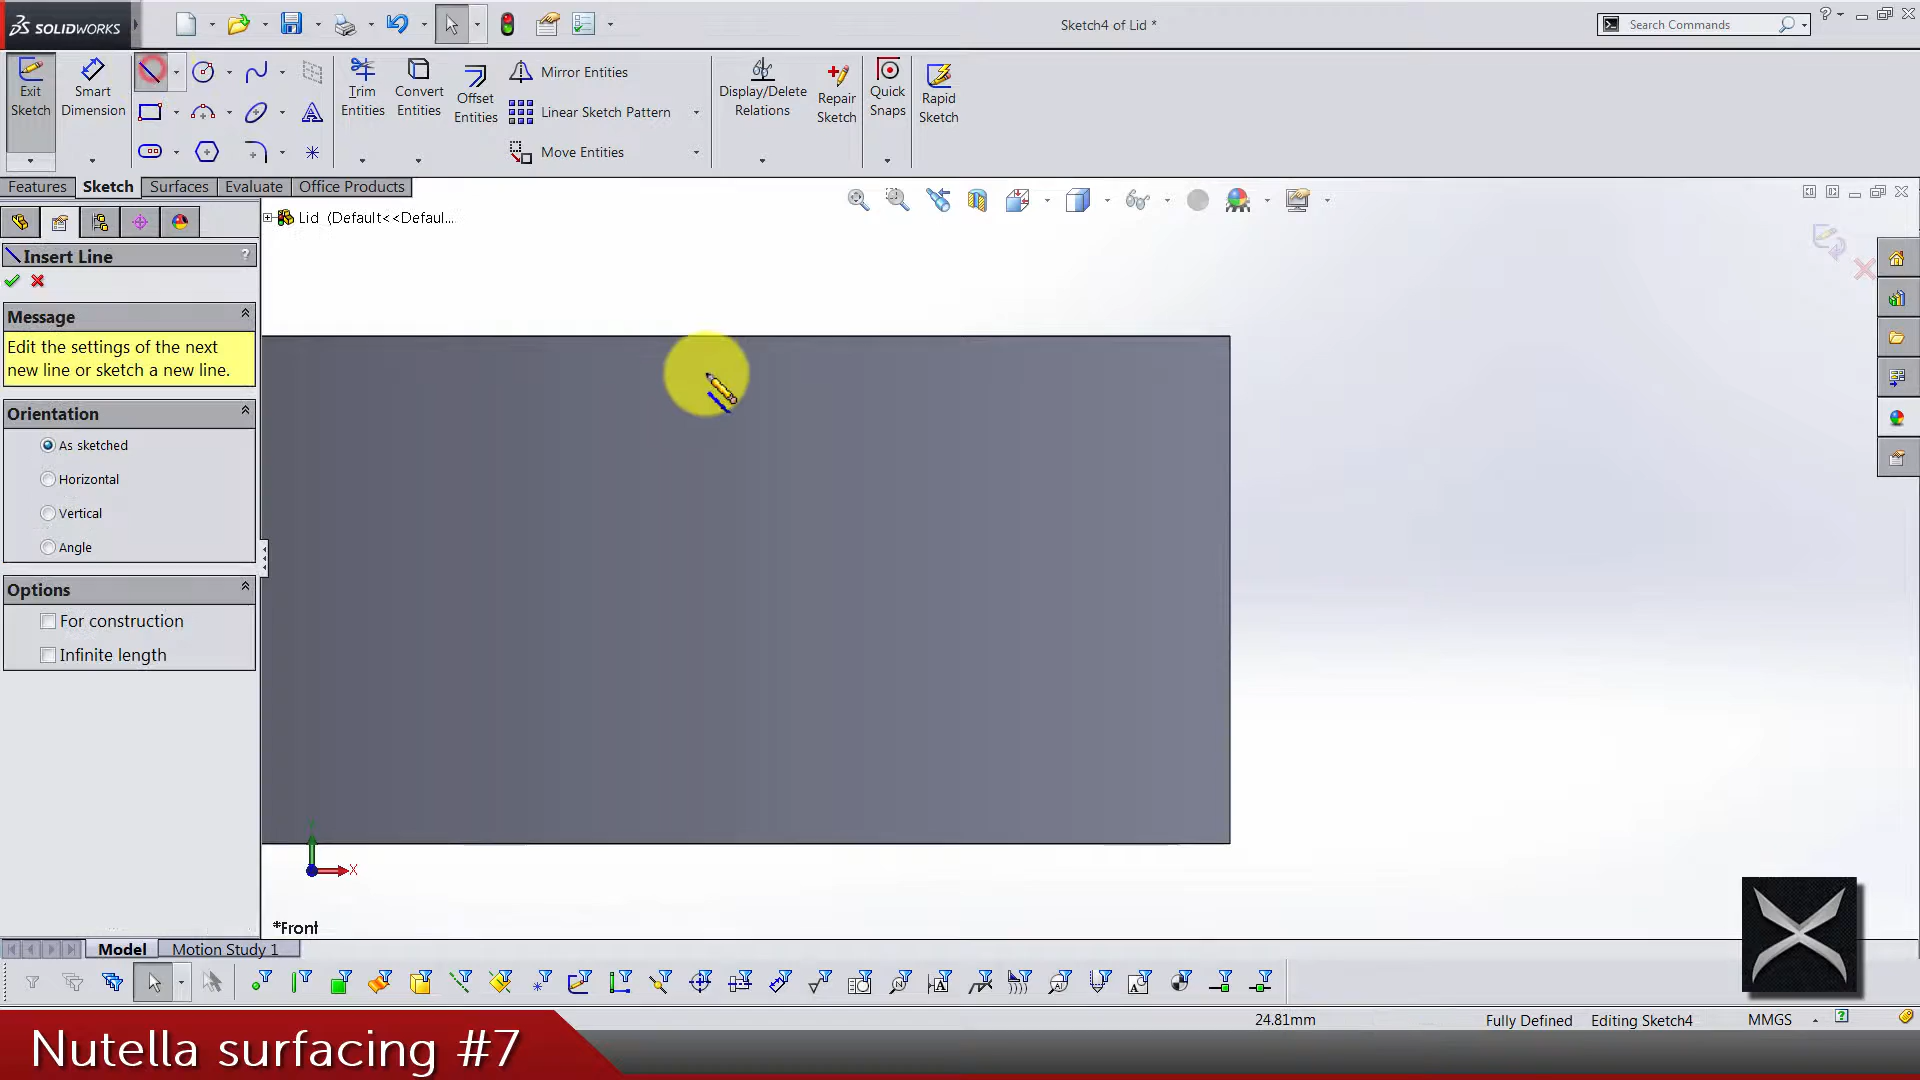 SOLIDWORKS
Sketch4 of Lid *
Search Commands
Exit Sketch
Smart Dimension
Trim Entities
Convert Entities
Offset Entities
Mirror Entities
Linear Sketch Pattern
Move Entities
Display/Delete Relations
Repair Sketch
Quick Snaps
Rapid Sketch
Features
Sketch
Surfaces
Evaluate
Office Products
Lid (Default<<Defaul...
Insert Line
?
Message
Edit the settings of the next
new line or sketch a new line.
Orientation
As sketched
Horizontal
Vertical
Angle
Options
For construction
Infinite length
Y
X
*Front
Model
Motion Study 1
24.81mm
Fully Defined
Editing Sketch4
MMGS
Nutella surfacing #7